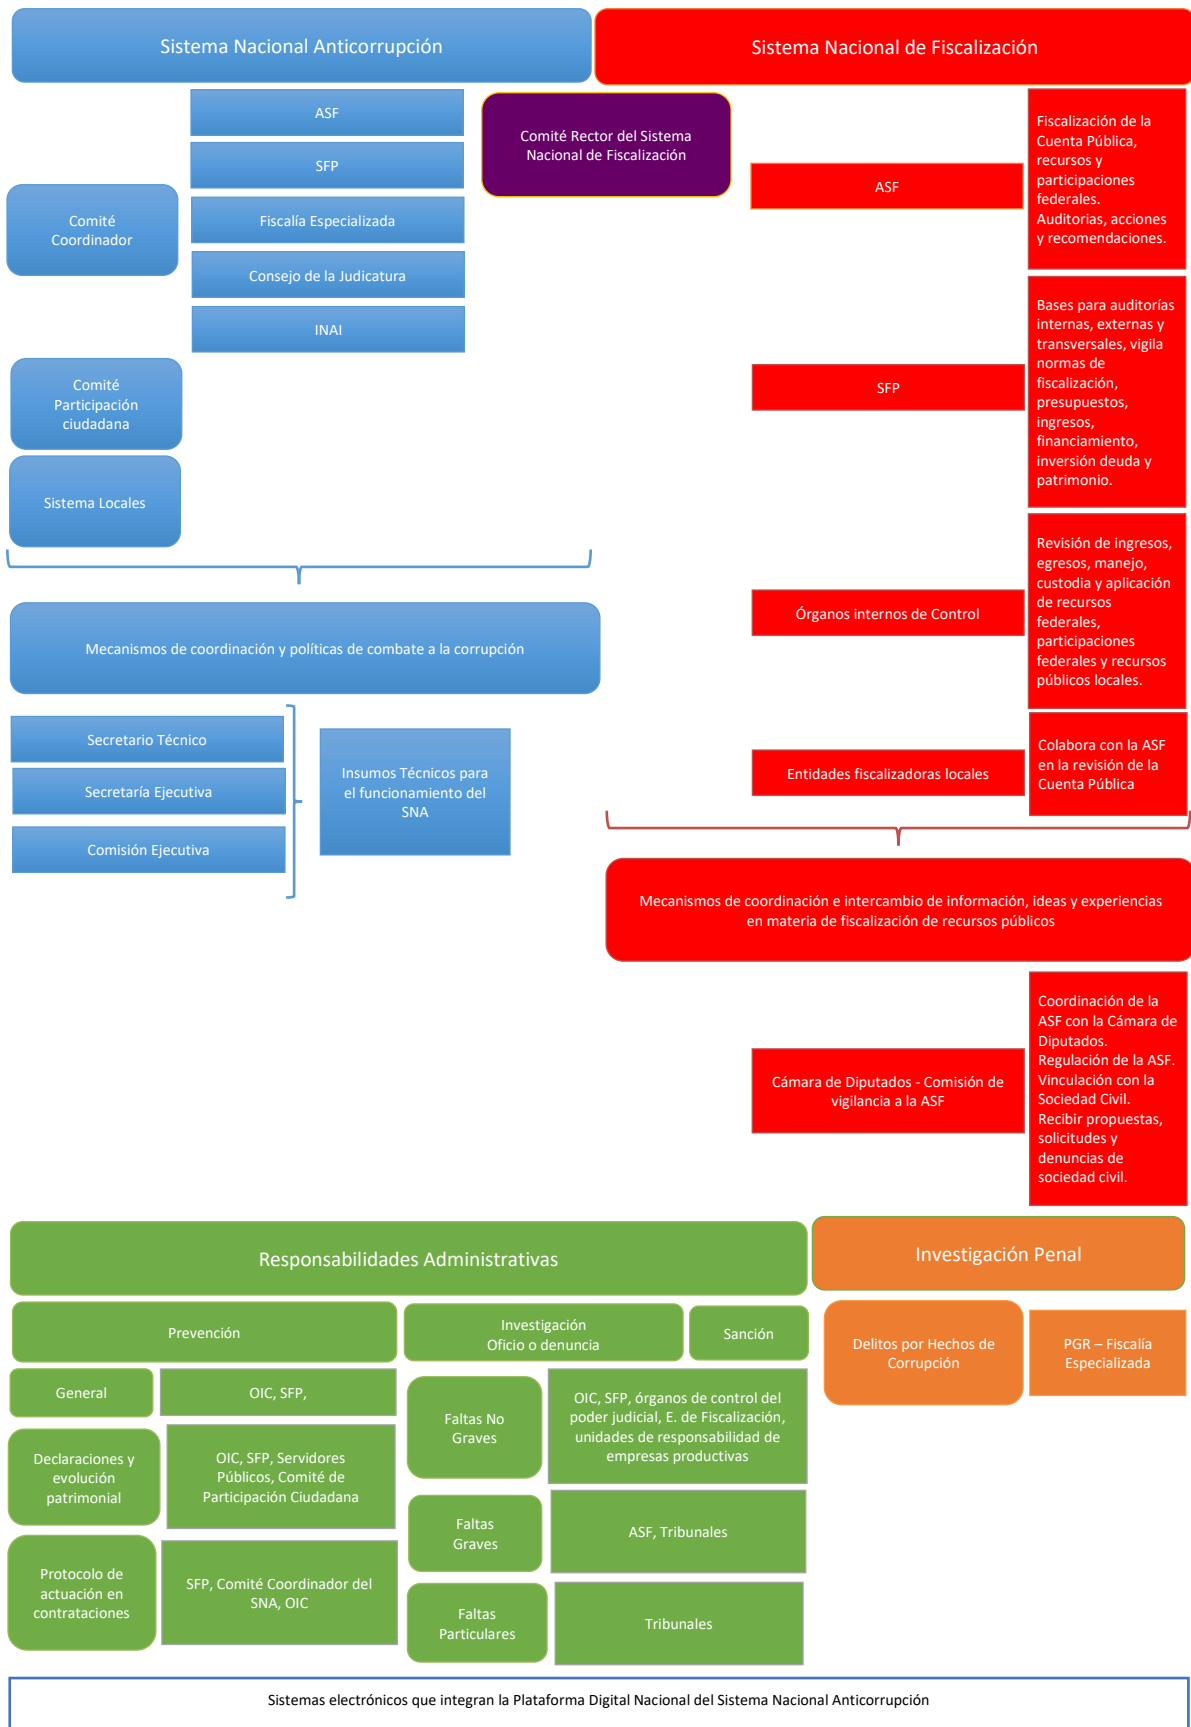 Sistema Nacional Anticorrupción
Sistema Nacional de Fiscalización
ASF
SFP
Comité
Coordinador
Fiscalía Especializada
Consejo de la Judicatura
INAI
Comité
Participación
ciudadana
Sistema Locales
Mecanismos de coordinación y políticas de combate a la corrupción
Secretario Técnico
Secretaría Ejecutiva
Comisión Ejecutiva
Insumos Técnicos para
el funcionamiento del
SNA
Comité Rector del Sistema
Nacional de Fiscalización
ASF
Fiscalización de la
Cuenta Pública,
recursos y
participaciones
federales.
Auditorias, acciones
y recomendaciones.
SFP
Bases para auditorías
internas, externas y
transversales, vigila
normas de
fiscalización,
presupuestos,
ingresos,
financiamiento,
inversión deuda y
patrimonio.
Órganos internos de Control
Revisión de ingresos,
egresos, manejo,
custodia y aplicación
de recursos
federales,
participaciones
federales y recursos
públicos locales.
Entidades fiscalizadoras locales
Colabora con la ASF
en la revisión de la
Cuenta Pública
Mecanismos de coordinación e intercambio de información, ideas y experiencias
en materia de fiscalización de recursos públicos
Cámara de Diputados - Comisión de
vigilancia a la ASF
Coordinación de la
ASF con la Cámara de
Diputados.
Regulación de la ASF.
Vinculación con la
Sociedad Civil.
Recibir propuestas,
solicitudes y
denuncias de
sociedad civil.
Responsabilidades Administrativas
Investigación Penal
Prevención
Investigación
Oficio o denuncia
Sanción
Delitos por Hechos de
Corrupción
PGR – Fiscalía
Especializada
General
OIC, SFP,
Declaraciones y
evolución
patrimonial
OIC, SFP, Servidores
Públicos, Comité de
Participación Ciudadana
Protocolo de
actuación en
contrataciones
SFP, Comité Coordinador del
SNA, OIC
Faltas No
Graves
OIC, SFP, órganos de control del
poder judicial, E. de Fiscalización,
unidades de responsabilidad de
empresas productivas
Faltas
Graves
ASF, Tribunales
Faltas
Particulares
Tribunales
Sistemas electrónicos que integran la Plataforma Digital Nacional del Sistema Nacional Anticorrupción